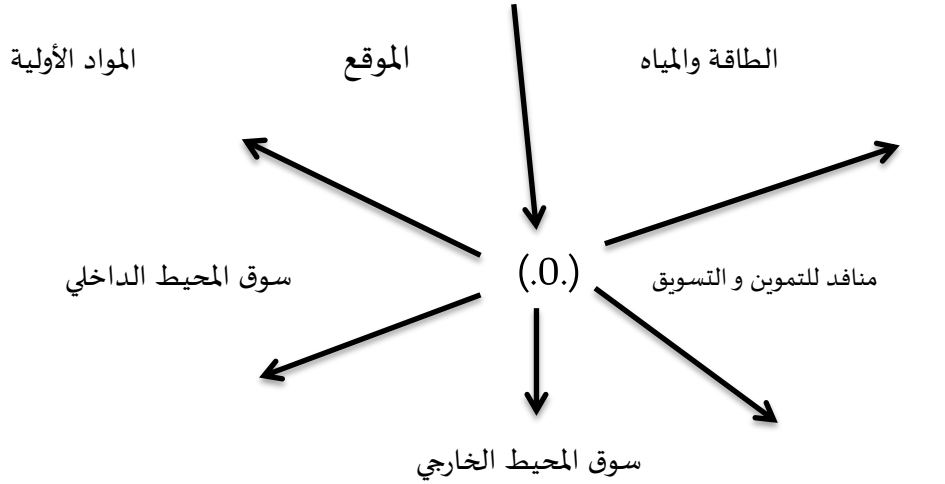 الطاقة والمياه
الموقع
المواد الأولية
منافد للتموين و التسويق
(.0.)
سوق المحيط الداخلي
سوق المحيط الخارجي